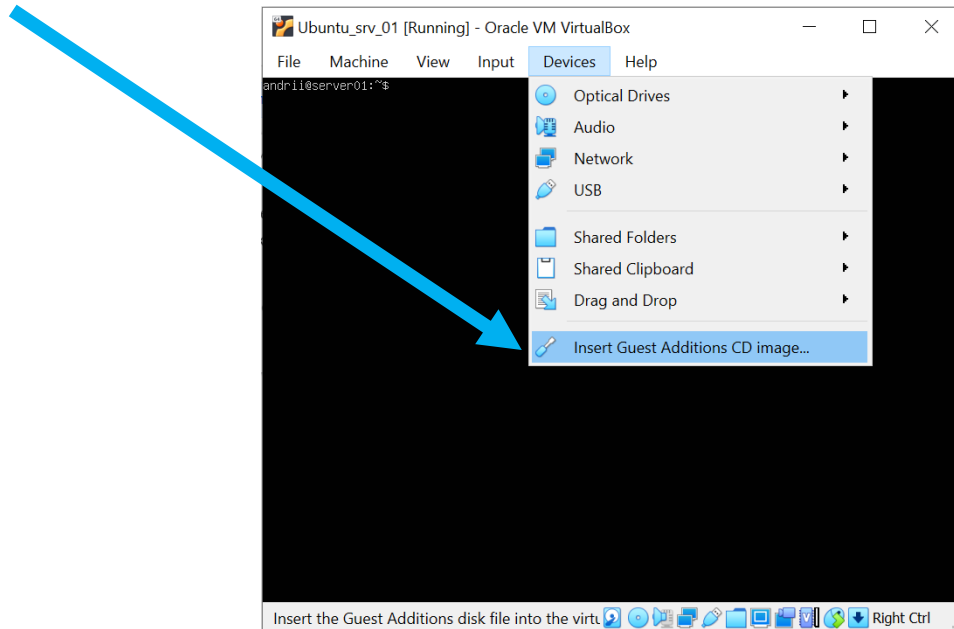 Ubuntu_srv_01 [Running] - Oracle VM VirtualBox
File Machine View Input Devices Help
andrii@server01:~$
Optical Drives
Audio
Network
USB
Shared Folders
Shared Clipboard
Drag and Drop
Insert Guest Additions CD image...
Insert the Guest Additions disk file into the virtu
Right Ctrl